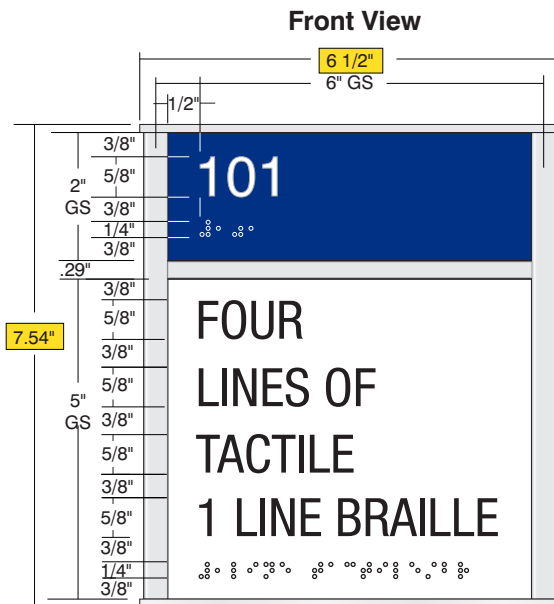 Front View
6 1/2"
6" GS
1/2"
3/8"
5/8"
3/8"
1/4"
3/8"
2"
GS
.29"
101
7.54"
5"
GS
3/8"
5/8"
3/8"
5/8"
3/8"
5/8"
3/8"
5/8"
3/8"
1/4"
3/8"
FOUR
LINES OF
TACTILE
1 LINE BRAILLE